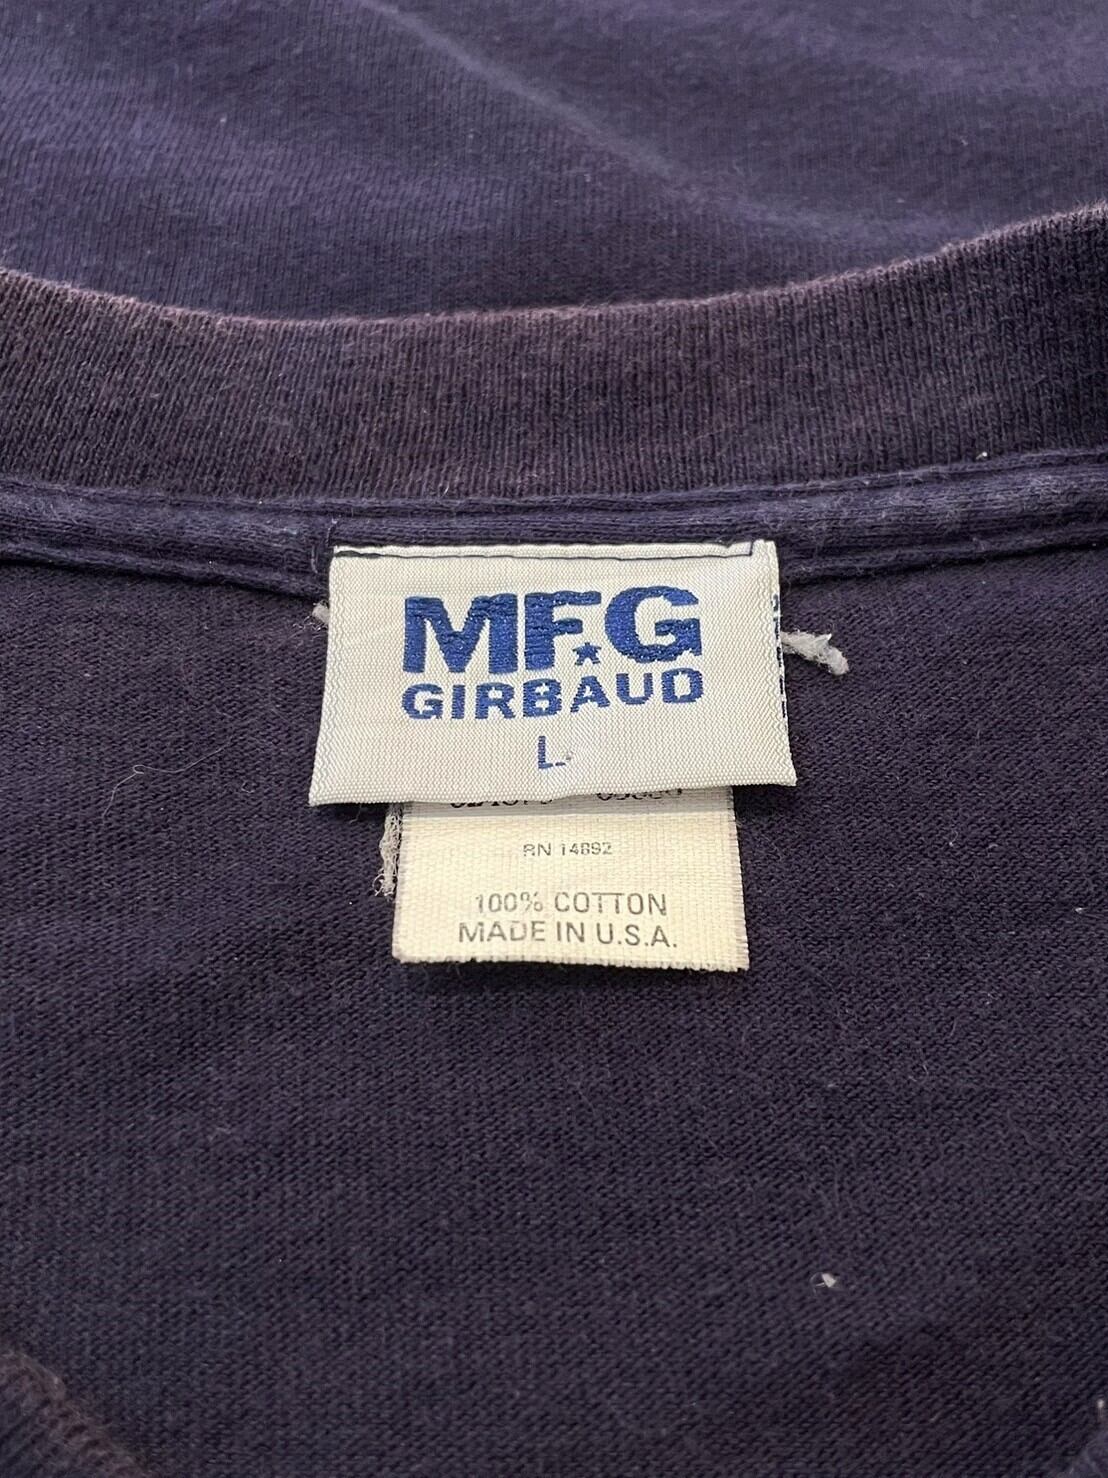 MF★G
GIRBAUD
L
RN 14892
100% COTTON
MADE IN U.S.A.